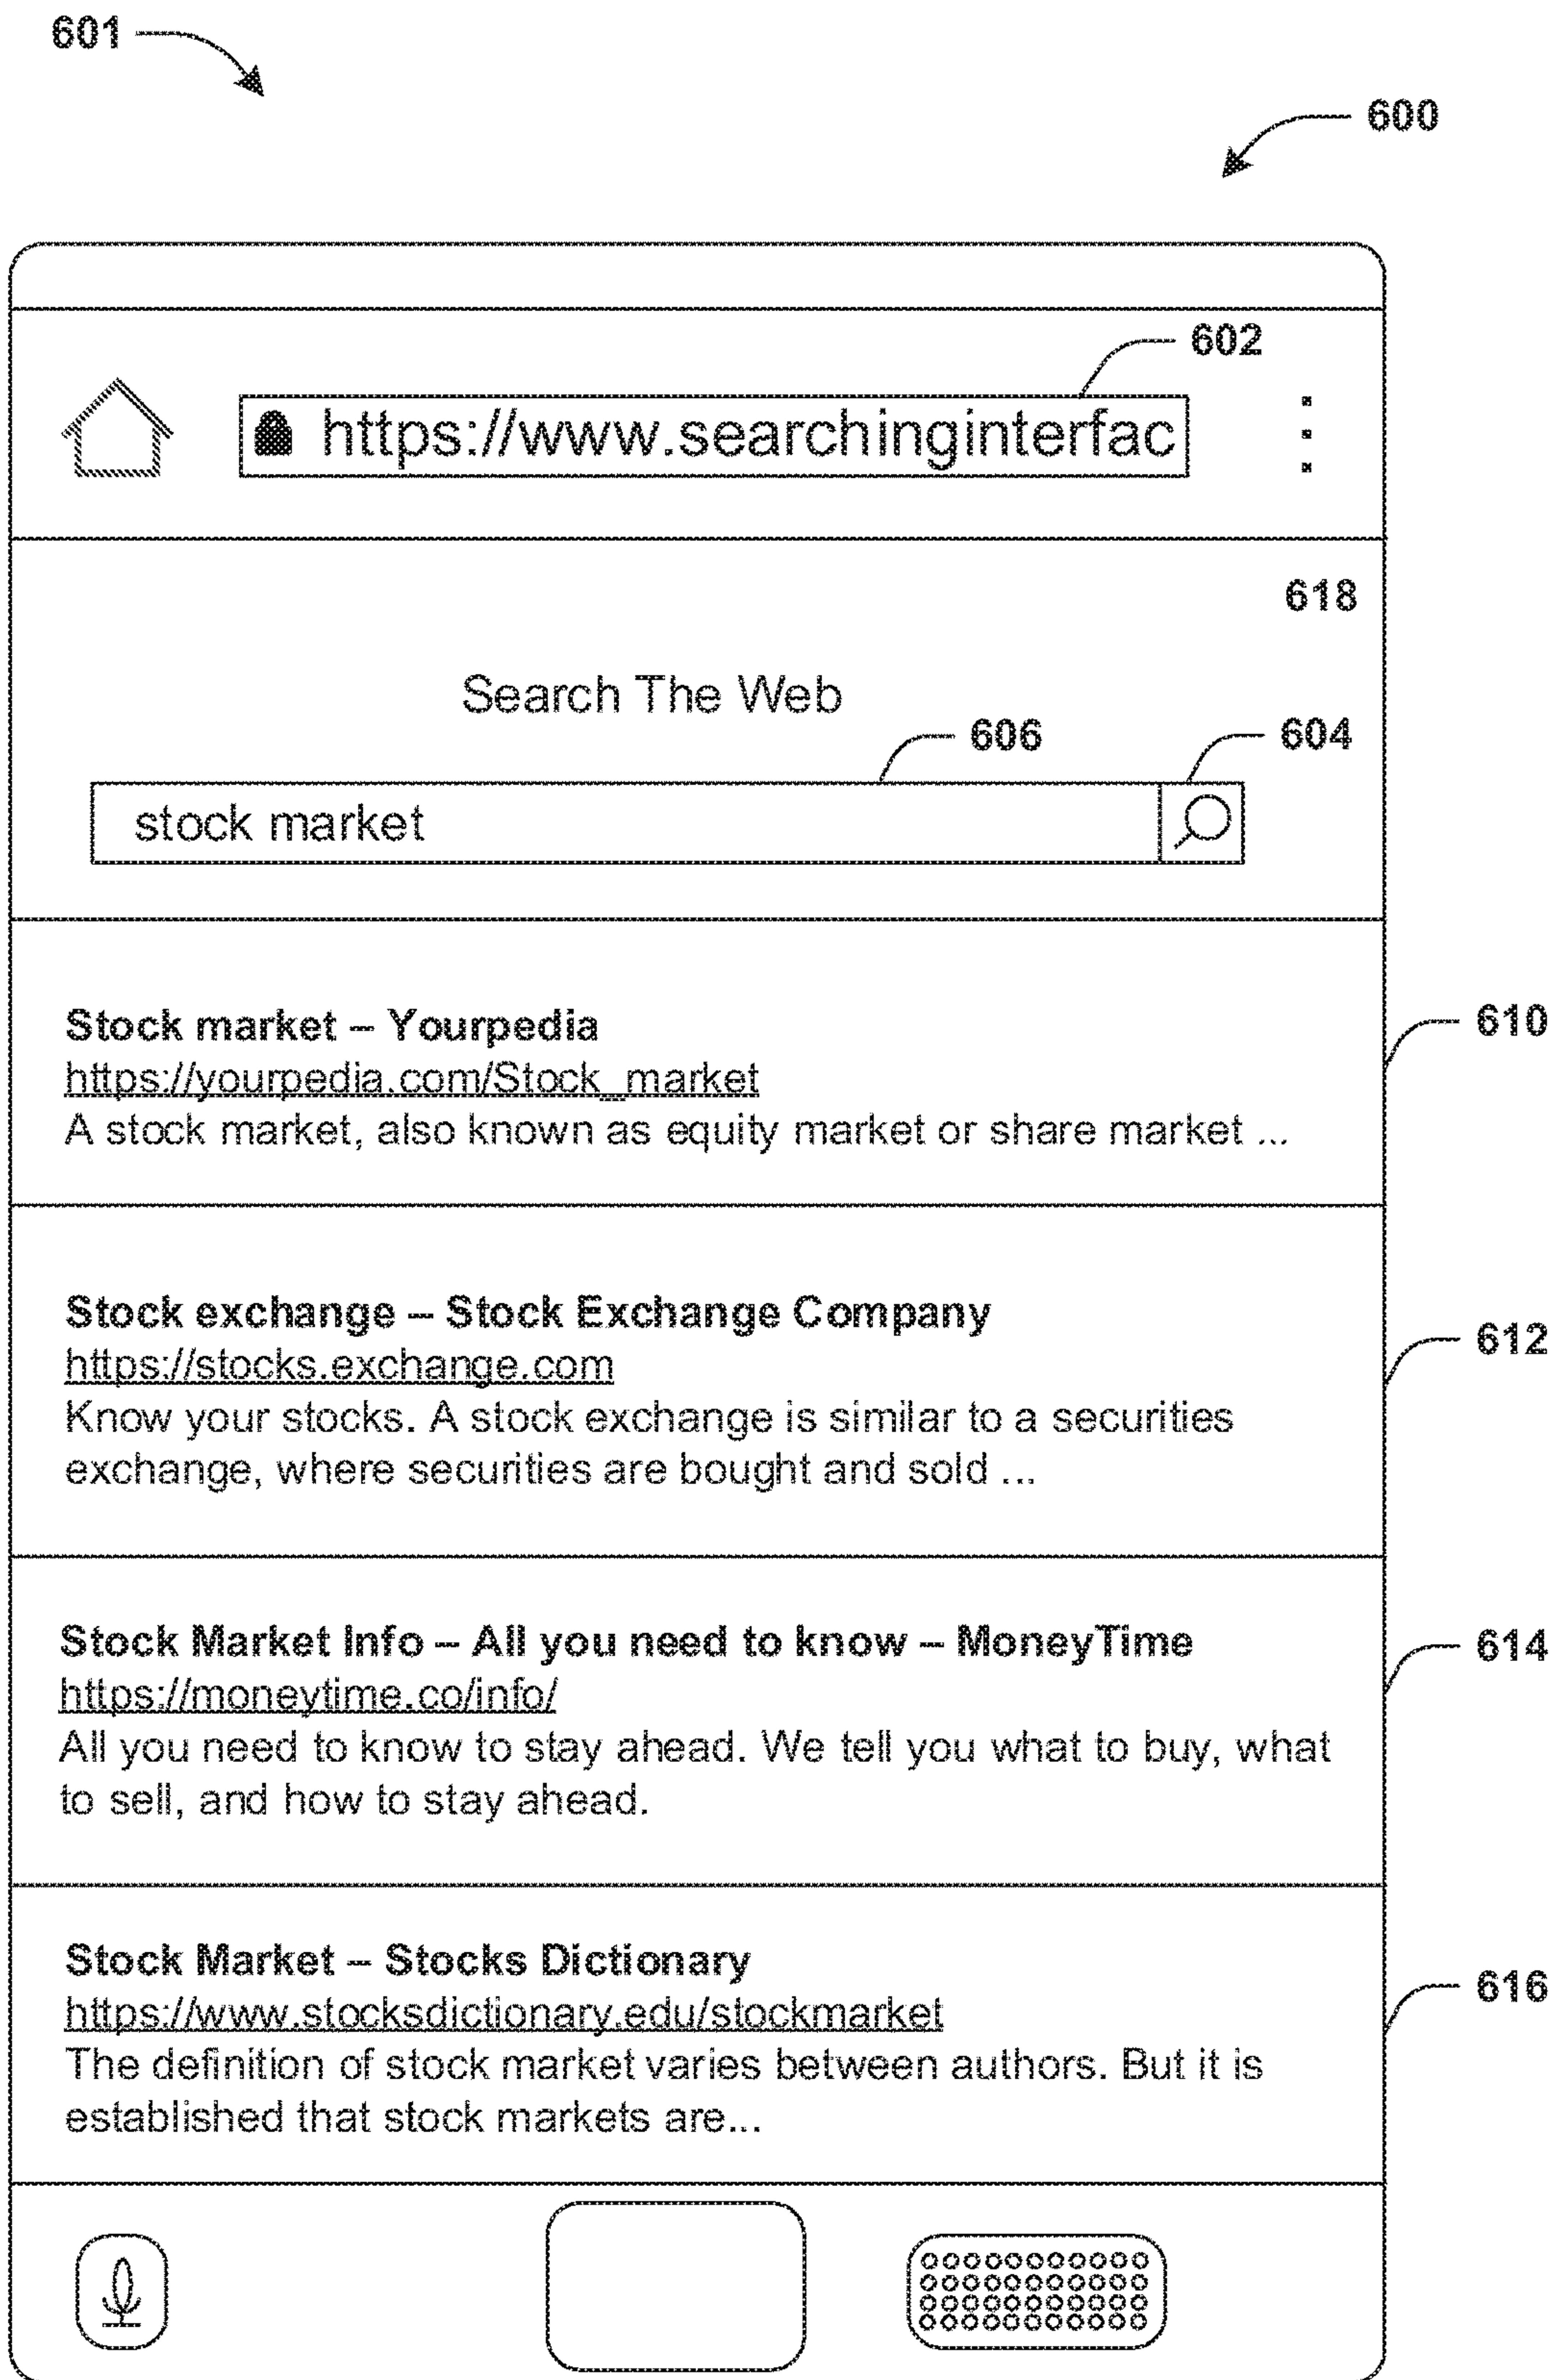 601
600
602
https://www.searchinginterfac
618
Search The Web
606
604
stock market
Stock market – Yourpedia
610
https://yourpedia.com/Stock_market
A stock market, also known as equity market or share market ...
Stock exchange – Stock Exchange Company
612
https://stocks.exchange.com
Know your stocks. A stock exchange is similar to a securities
exchange, where securities are bought and sold ...
Stock Market Info – All you need to know – MoneyTime
614
https://moneytime.co/info/
All you need to know to stay ahead. We tell you what to buy, what
to sell, and how to stay ahead.
Stock Market – Stocks Dictionary
616
https://www.stocksdictionary.edu/stockmarket
The definition of stock market varies between authors. But it is
established that stock markets are...